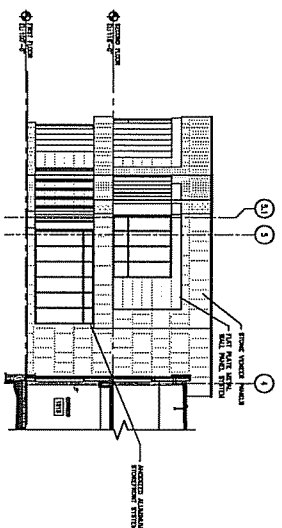 5.1
5
4
STONE VENEER PANELS
FLAT PLATE METAL
WALL PANEL SYSTEM
SECOND FLOOR
FIRST FLOOR
ANODIZED ALUMINUM
STOREFRONT SYSTEM